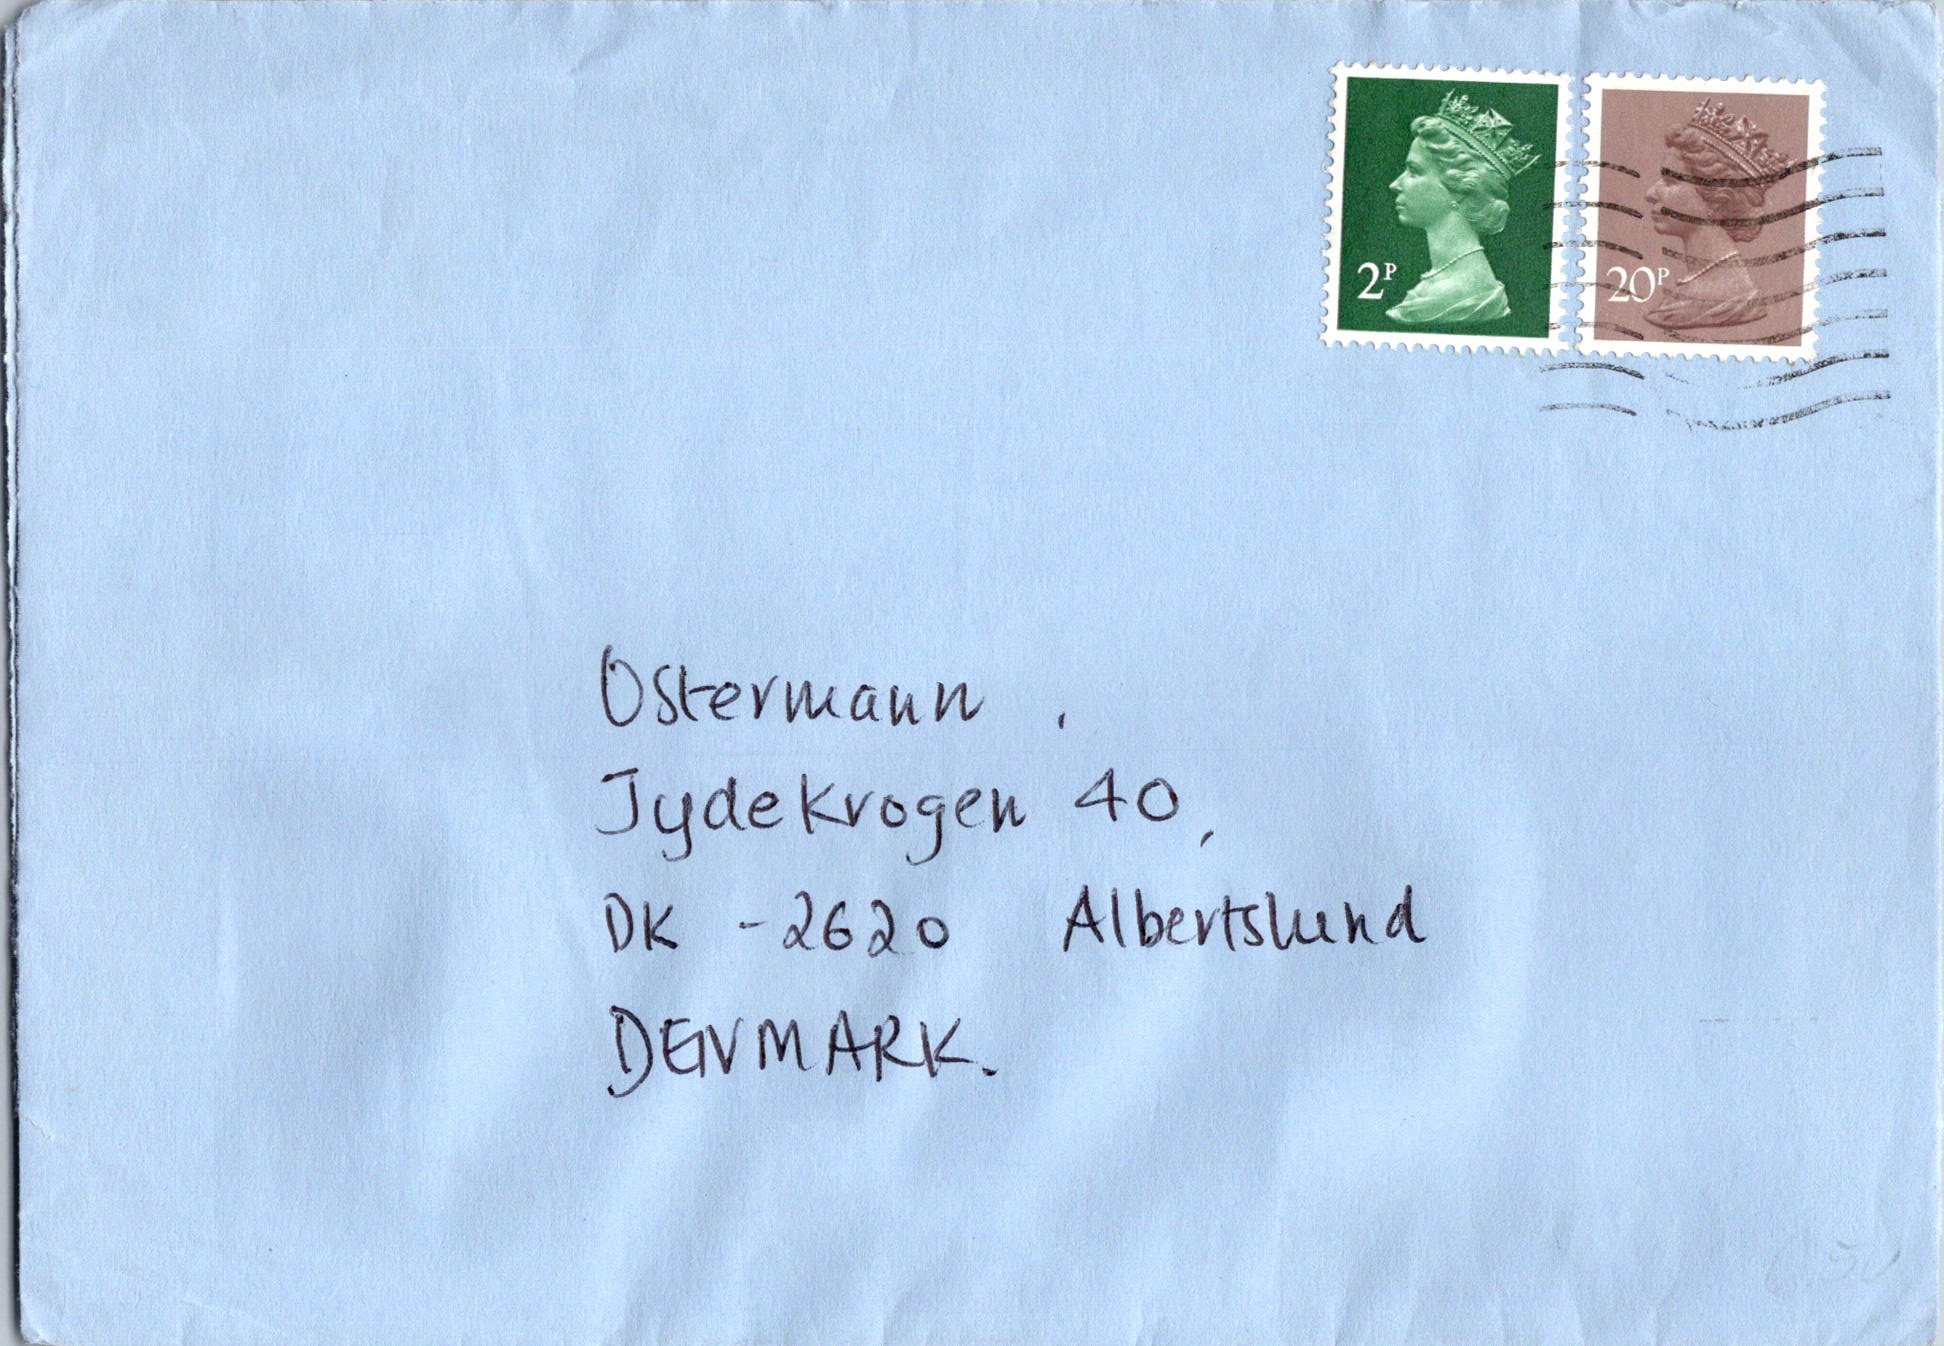 2P
20P
Ostermann ,
Jydekrogen 40,
DK - 2620 Albertslund
DENMARK.